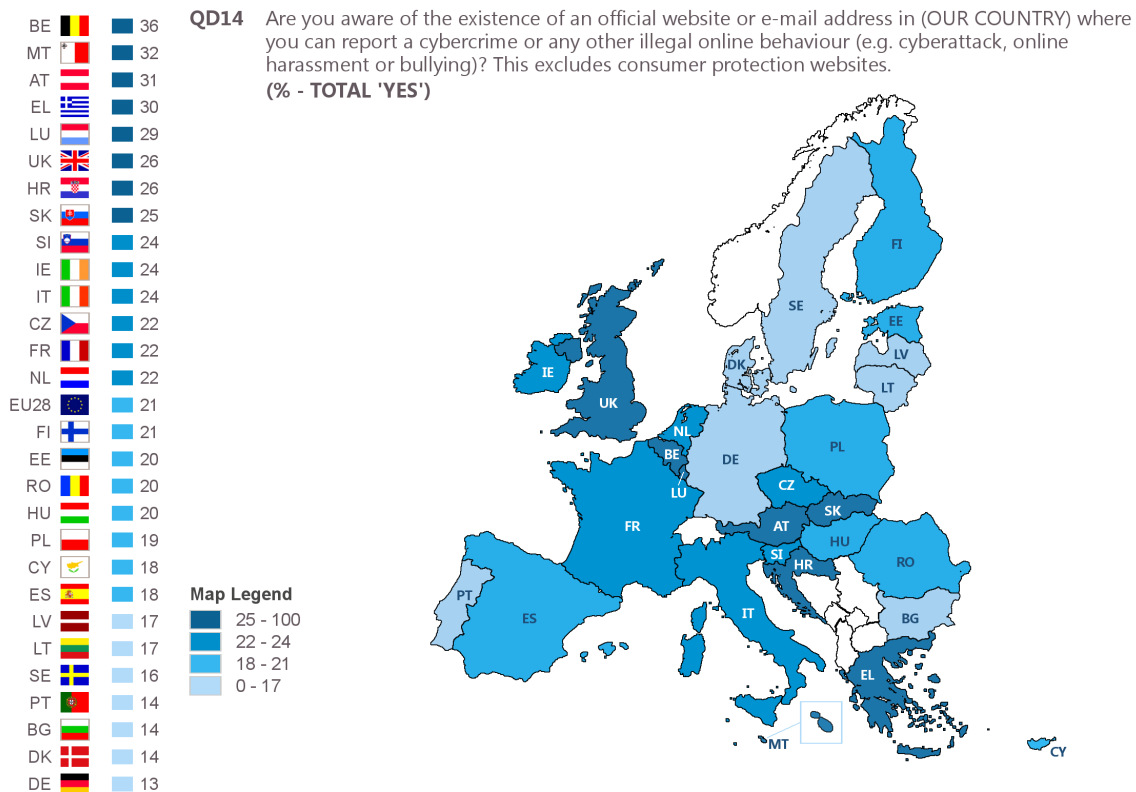 QD14 Are you aware of the existence of an official website or e-mail address in (OUR COUNTRY) where
you can report a cybercrime or any other illegal online behaviour (e.g. cyberattack, online
harassment or bullying)? This excludes consumer protection websites.
(% - TOTAL 'YES')
BE 36
MT 32
AT 31
EL 30
LU 29
UK 26
HR 26
SK 25
SI 24
IE 24
IT 24
CZ 22
FR 22
NL 22
EU28 21
FI 21
EE 20
RO 20
HU 20
PL 19
CY 18
ES 18
LV 17
LT 17
SE 16
PT 14
BG 14
DK 14
DE 13
Map Legend
25 - 100
22 - 24
18 - 21
0 - 17
FI
SE
EE
LV
DK
IE
LT
UK
NL
PL
BE
DE
CZ
LU
SK
FR
AT
HU
SI
RO
HR
PT
IT
ES
BG
EL
MT
CY